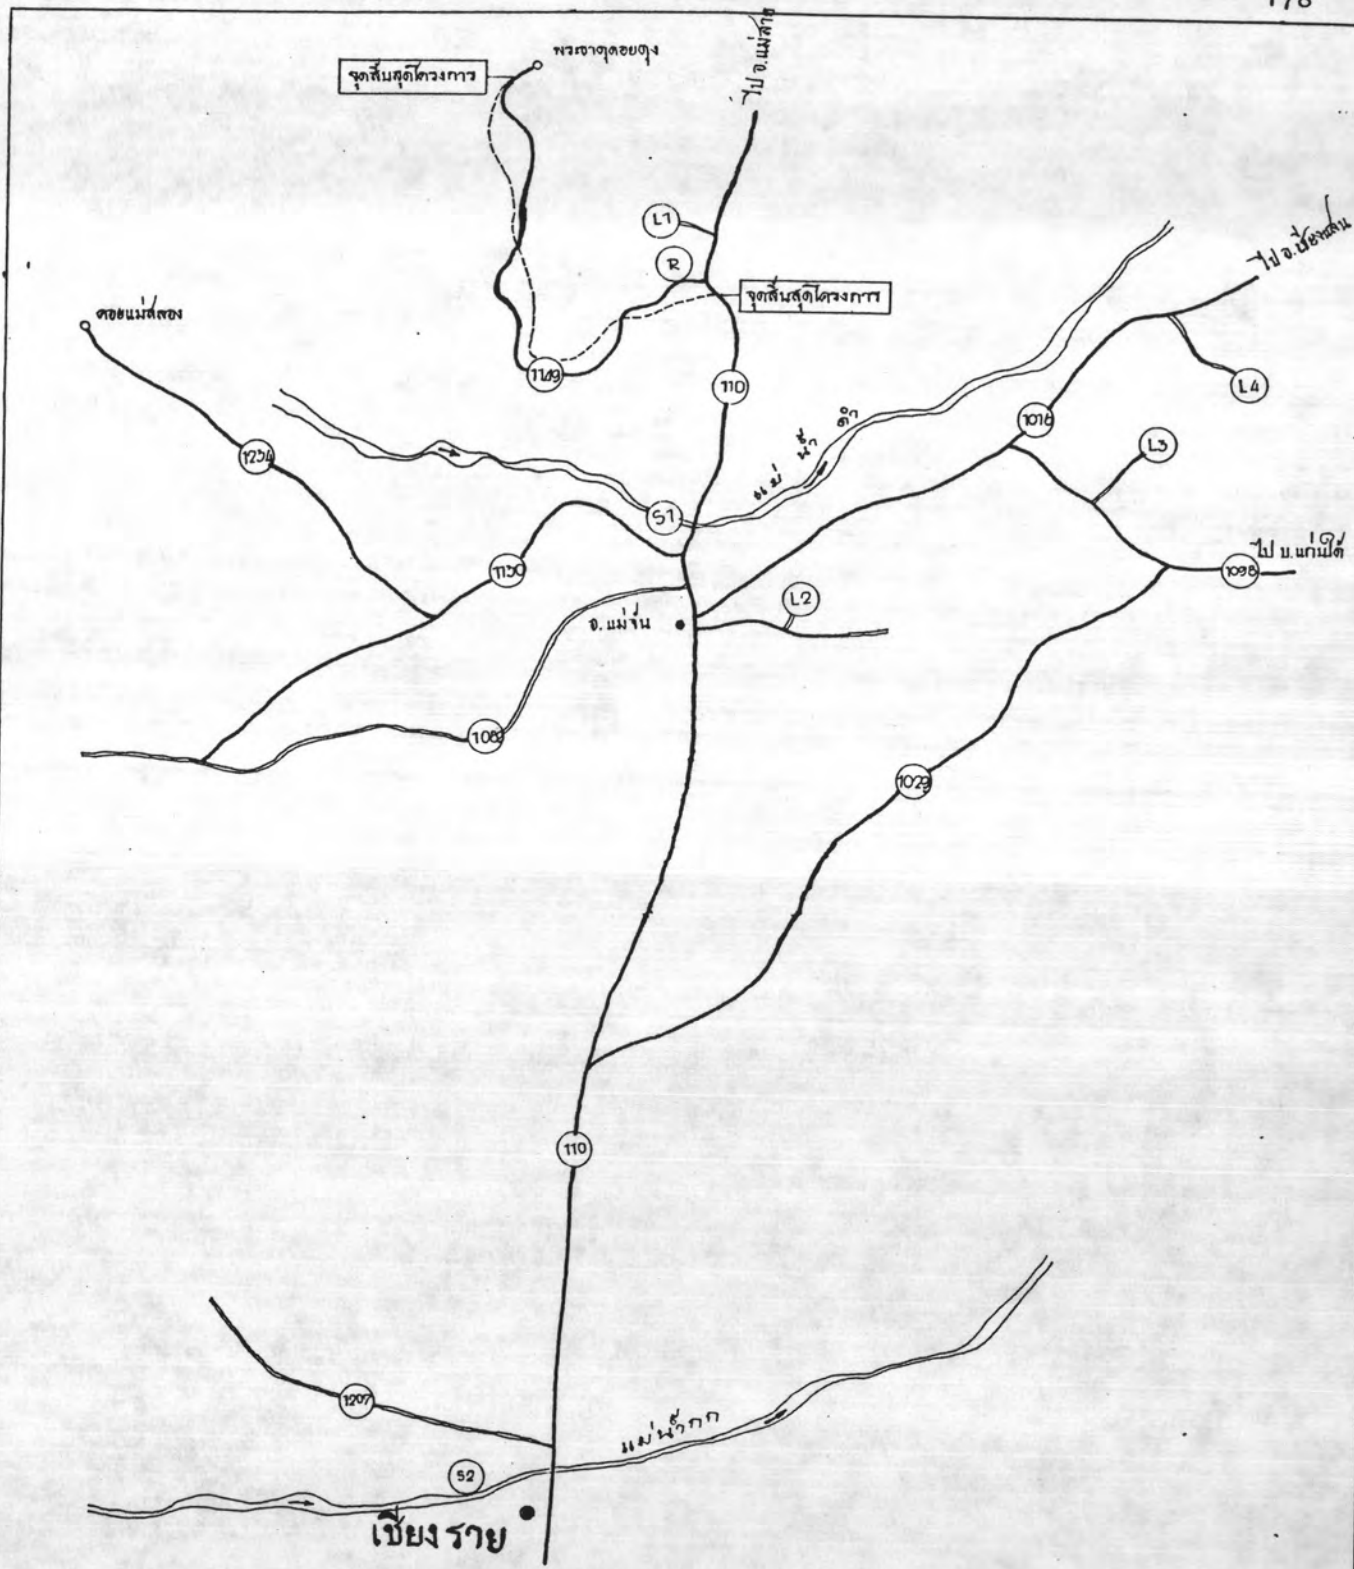 178
ไป อ.แม่สาย
พระธาตุดอยตุง
จุดสิ้นสุดโครงการ
L1
R
ไป อ.เชียงแสน
จุดสิ้นสุดโครงการ
ดอยแม่สลอง
1149
110
L4
แม่น้ำคำ
1016
L3
1234
S1
ไป บ.แก่นใต้
1098
1130
L2
อ.แม่จัน
1089
1029
110
1207
แม่น้ำกก
S2
เชียงราย